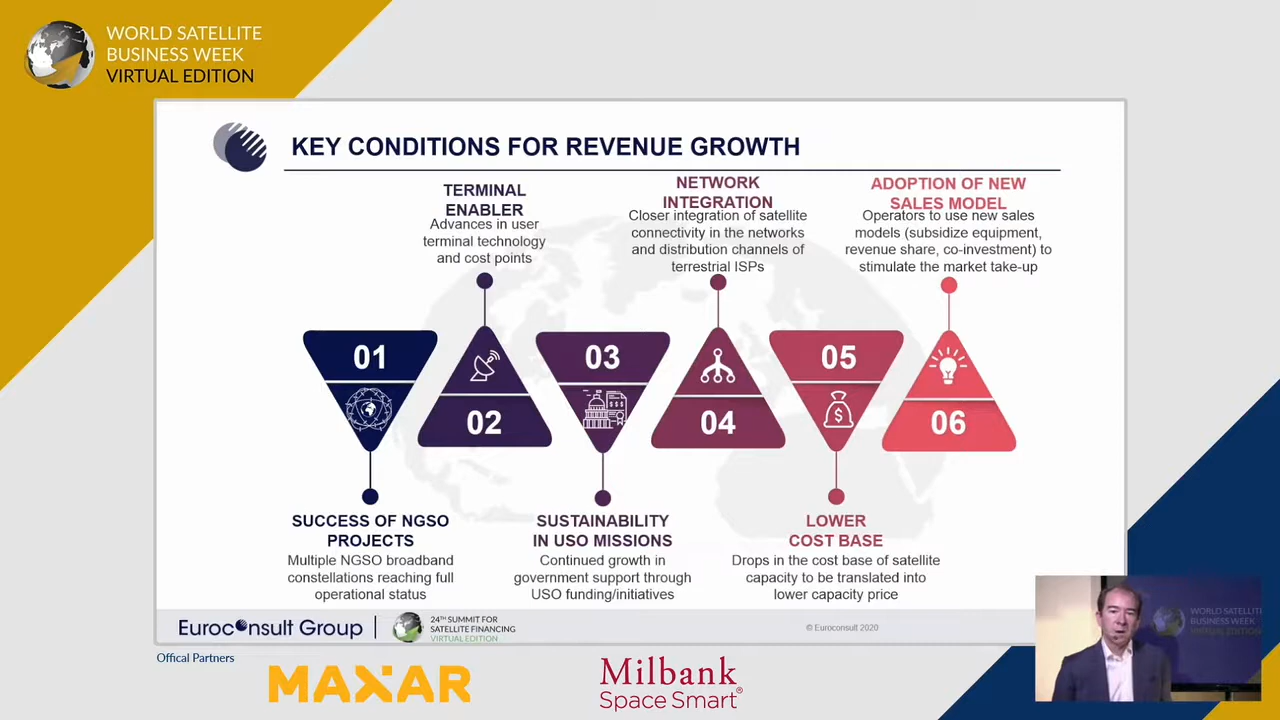 WORLD SATELLITE
BUSINESS WEEK
VIRTUAL EDITION
KEY CONDITIONS FOR REVENUE GROWTH
TERMINAL
ENABLER
Advances in user
terminal technology
and cost points
NETWORK
INTEGRATION
Closer integration of satellite
connectivity in the networks
and distribution channels of
terrestrial ISPs
ADOPTION OF NEW
SALES MODEL
Operators to use new sales
models (subsidize equipment,
revenue share, co-investment) to
stimulate the market take-up
01
02
03
04
05
06
SUCCESS OF NGSO
PROJECTS
Multiple NGSO broadband
constellations reaching full
operational status
SUSTAINABILITY
IN USO MISSIONS
Continued growth in
government support through
USO funding/initiatives
LOWER
COST BASE
Drops in the cost base of satellite
capacity to be translated into
lower capacity price
Euroconsult Group
24TH SUMMIT FOR
SATELLITE FINANCING
VIRTUAL EDITION
© Euroconsult 2020
WORLD SATELLITE
BUSINESS WEEK
VIRTUAL EDITION
Offical Partners
MAXAR
Milbank
Space Smart®